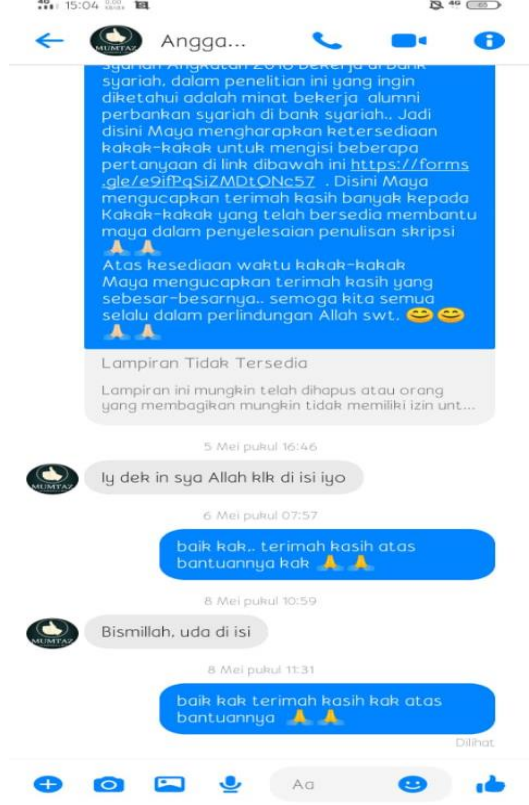 15:04
Angga...
MUMTAZ
syariah Angkatan 2016 Bekerja di Bank
syariah, dalam penelitian ini yang ingin
diketahui adalah minat bekerja alumni
perbankan syariah di bank syariah.. Jadi
disini Maya mengharapkan ketersediaan
kakak-kakak untuk mengisi beberapa
pertanyaan di link dibawah ini https://forms
.gle/e9ifPqSiZMDtQNc57 . Disini Maya
mengucapkan terimah kasih banyak kepada
Kakak-kakak yang telah bersedia membantu
maya dalam penyelesaian penulisan skripsi
🙏🏻 🙏🏻
Atas kesediaan waktu kakak-kakak
Maya mengucapkan terimah kasih yang
sebesar-besarnya.. semoga kita semua
selalu dalam perlindungan Allah swt. 😊😊
🙏🏻 🙏🏻
Lampiran Tidak Tersedia
Lampiran ini mungkin telah dihapus atau orang
yang membagikan mungkin tidak memiliki izin unt...
5 Mei pukul 16:46
Iy dek in sya Allah klk di isi iyo
MUMTAZ
6 Mei pukul 07:57
baik kak.. terimah kasih atas
bantuannya kak 🙏 🙏
8 Mei pukul 10:59
Bismillah, uda di isi
MUMTAZ
8 Mei pukul 11:31
baik kak terimah kasih kak atas
bantuannya 🙏 🙏
Dilihat
Aa